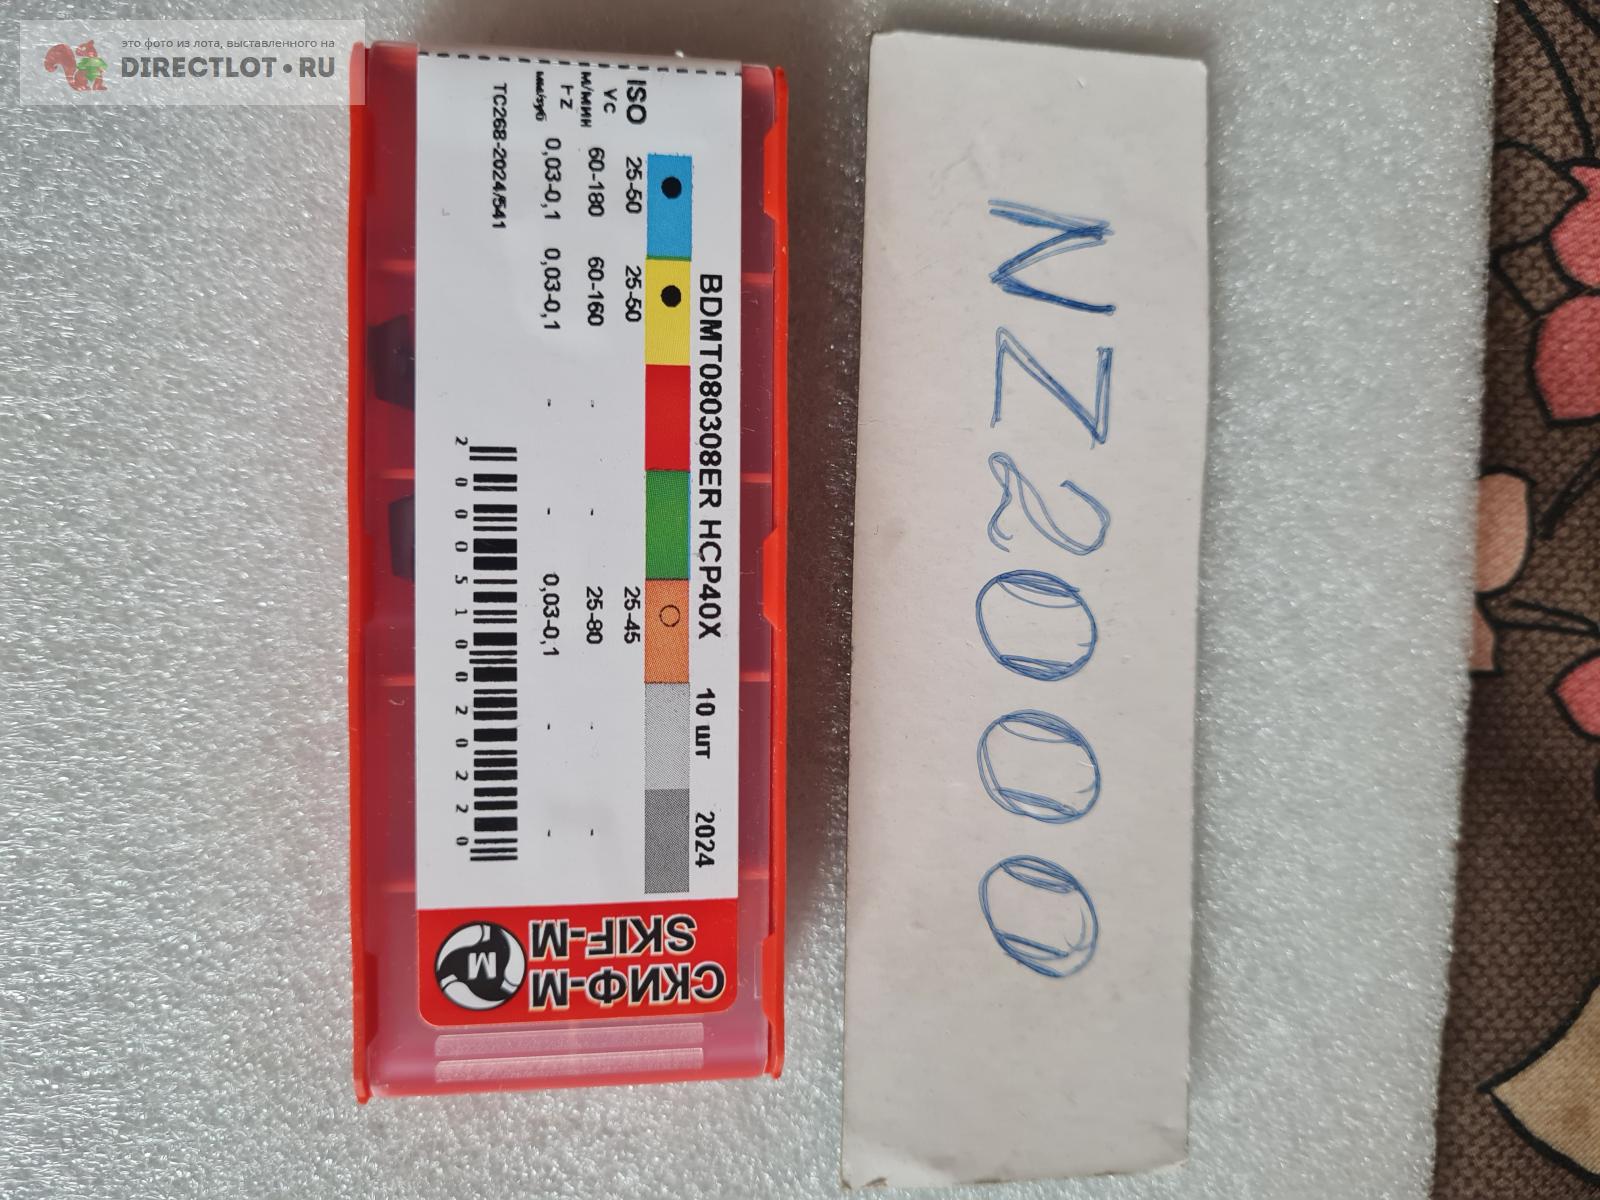 это фото из лота, выставленного на
DIRECTLOT•RU
BDMT080308ER HCP40X 10 шт 2024
ISO 25-50 25-50 25-45
Vc м/мин 60-180 60-160 - - 25-80 - -
Fz мм/зуб 0,03-0,1 0,03-0,1 - - 0,03-0,1 - -
TC268-2024/541
2000510020220
СКИФ-М
SKIF-M
M
NZ2000